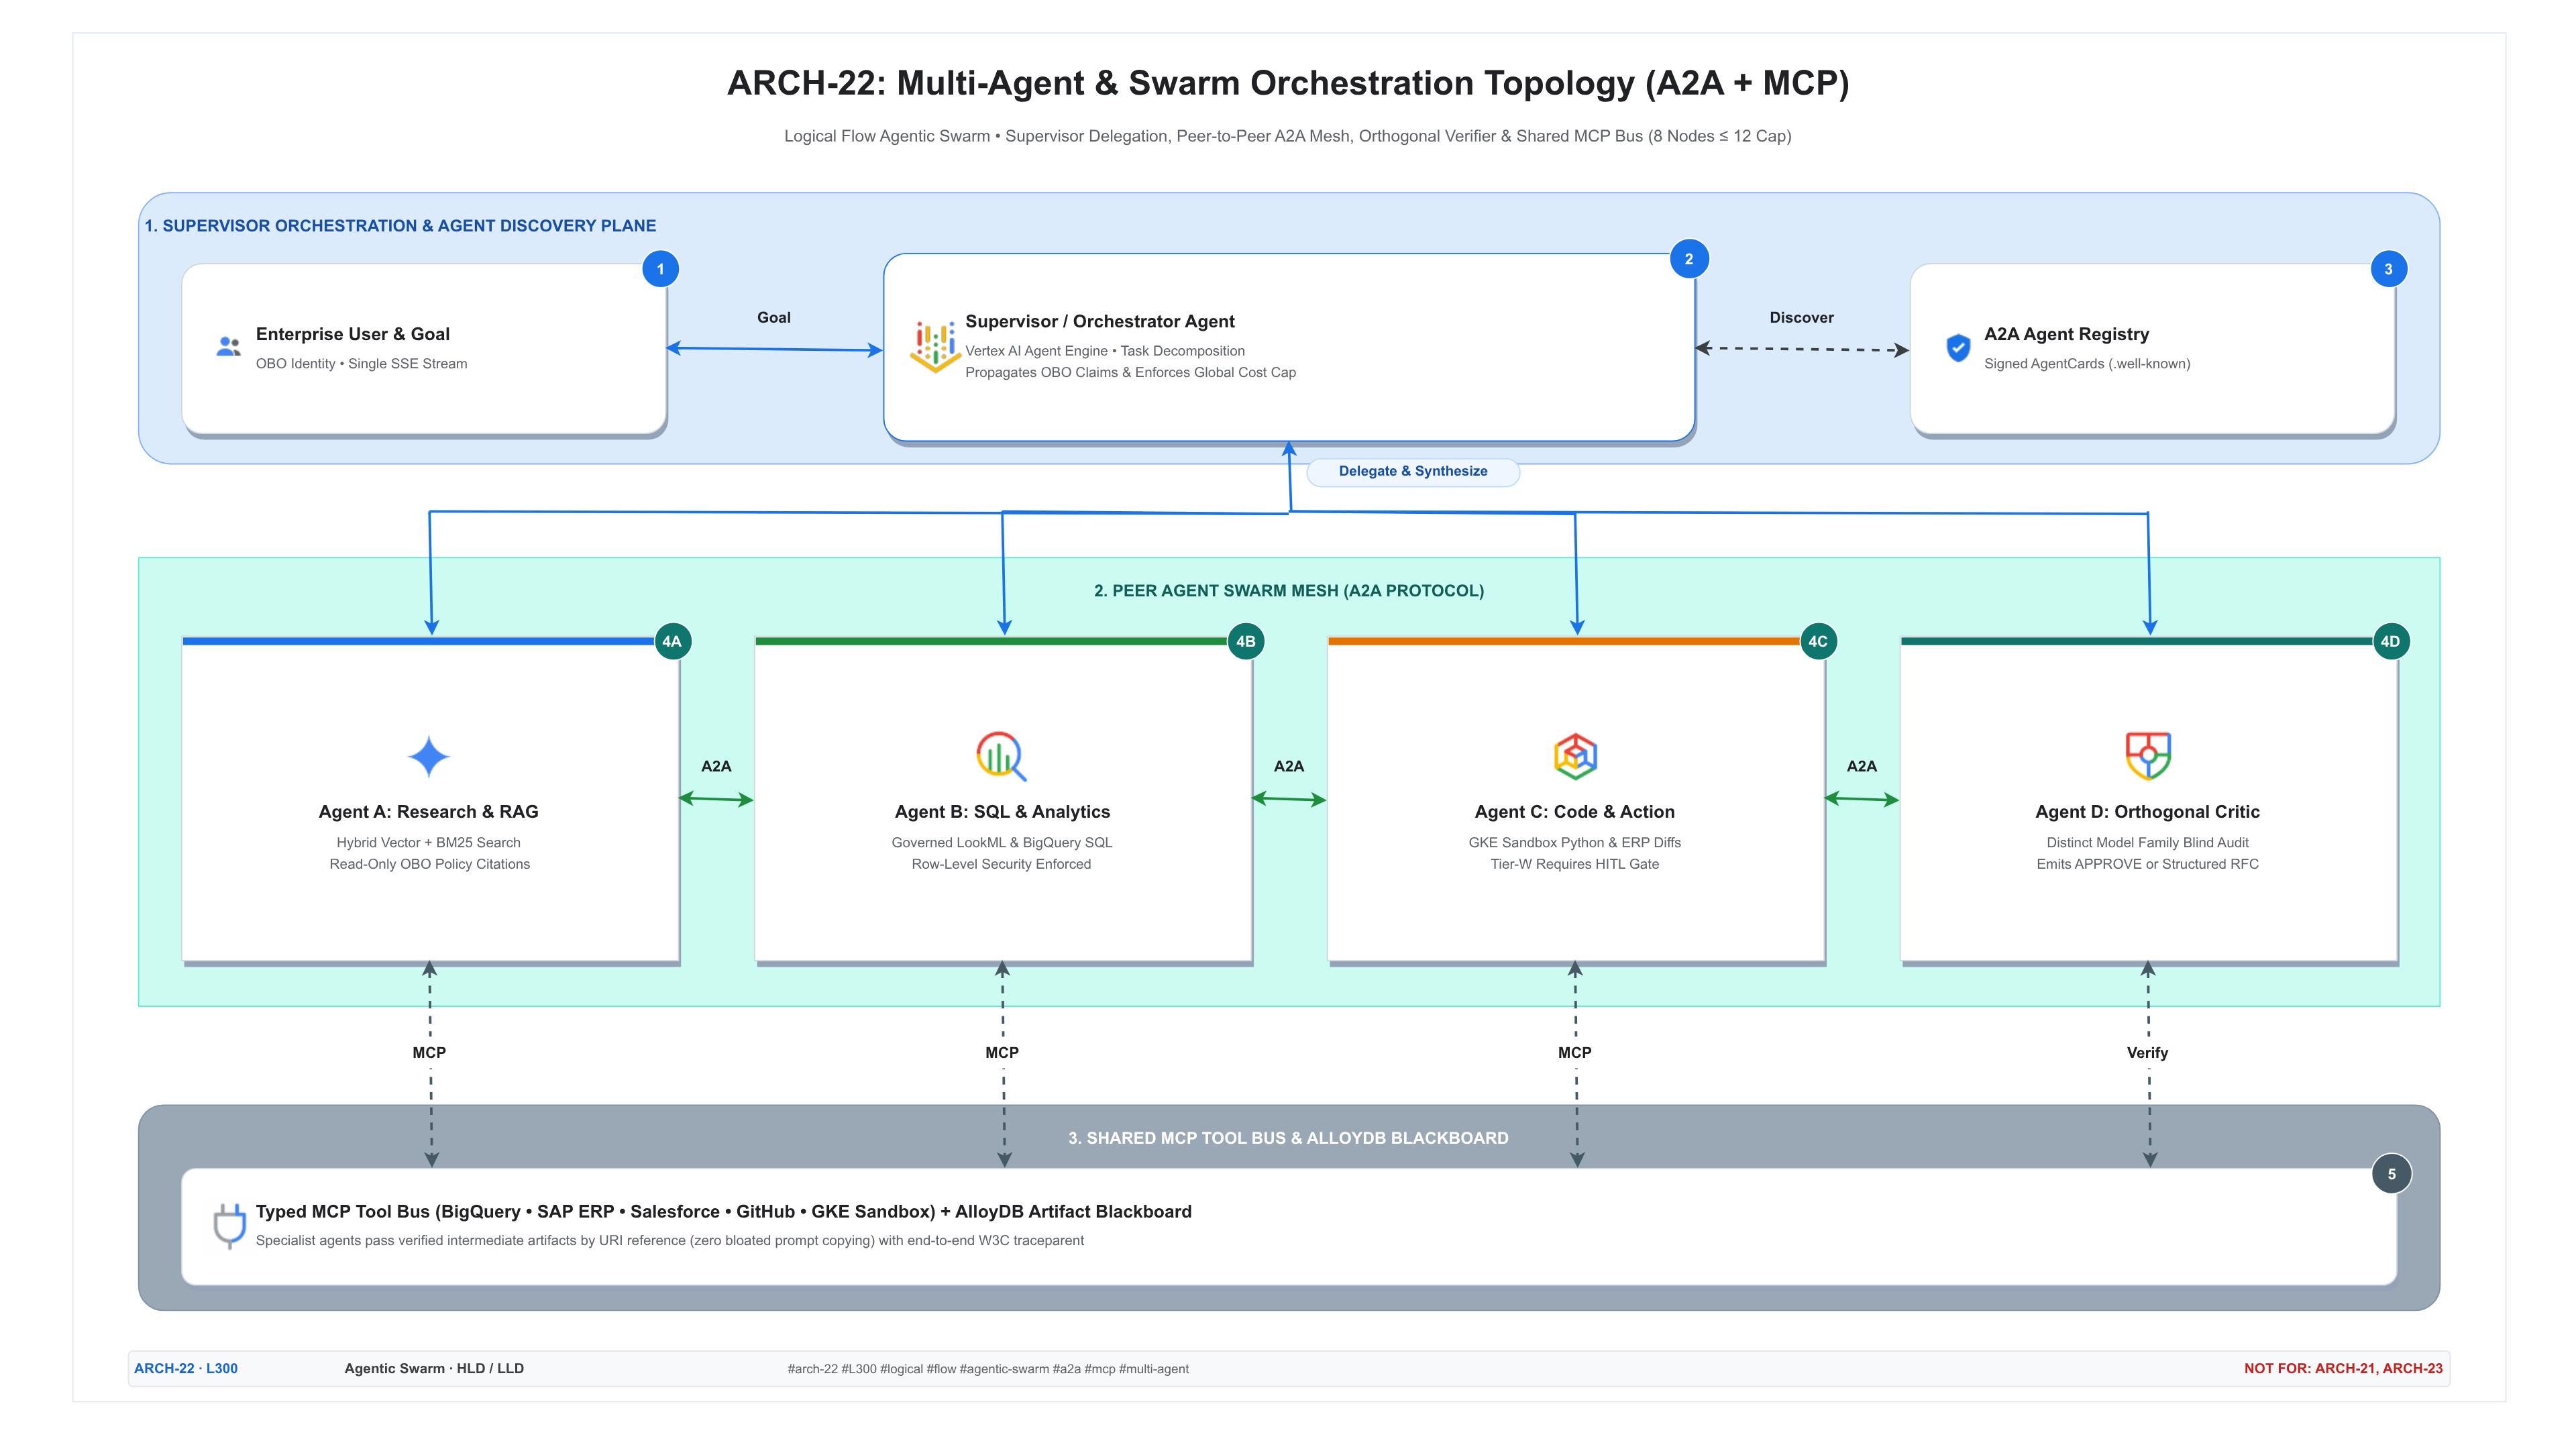 ARCH-22: Multi-Agent & Swarm Orchestration Topology (A2A + MCP)
Logical Flow Agentic Swarm • Supervisor Delegation, Peer-to-Peer A2A Mesh, Orthogonal Verifier & Shared MCP Bus (8 Nodes ≤ 12 Cap)
1. SUPERVISOR ORCHESTRATION & AGENT DISCOVERY PLANE
1
Enterprise User & Goal
OBO Identity • Single SSE Stream
Goal
2
Supervisor / Orchestrator Agent
Vertex AI Agent Engine • Task Decomposition
Propagates OBO Claims & Enforces Global Cost Cap
Discover
3
A2A Agent Registry
Signed AgentCards (.well-known)
Delegate & Synthesize
2. PEER AGENT SWARM MESH (A2A PROTOCOL)
4A
Agent A: Research & RAG
Hybrid Vector + BM25 Search
Read-Only OBO Policy Citations
A2A
4B
Agent B: SQL & Analytics
Governed LookML & BigQuery SQL
Row-Level Security Enforced
A2A
4C
Agent C: Code & Action
GKE Sandbox Python & ERP Diffs
Tier-W Requires HITL Gate
A2A
4D
Agent D: Orthogonal Critic
Distinct Model Family Blind Audit
Emits APPROVE or Structured RFC
MCP
MCP
MCP
Verify
3. SHARED MCP TOOL BUS & ALLOYDB BLACKBOARD
5
Typed MCP Tool Bus (BigQuery • SAP ERP • Salesforce • GitHub • GKE Sandbox) + AlloyDB Artifact Blackboard
Specialist agents pass verified intermediate artifacts by URI reference (zero bloated prompt copying) with end-to-end W3C traceparent
ARCH-22 · L300
Agentic Swarm · HLD / LLD
#arch-22 #L300 #logical #flow #agentic-swarm #a2a #mcp #multi-agent
NOT FOR: ARCH-21, ARCH-23